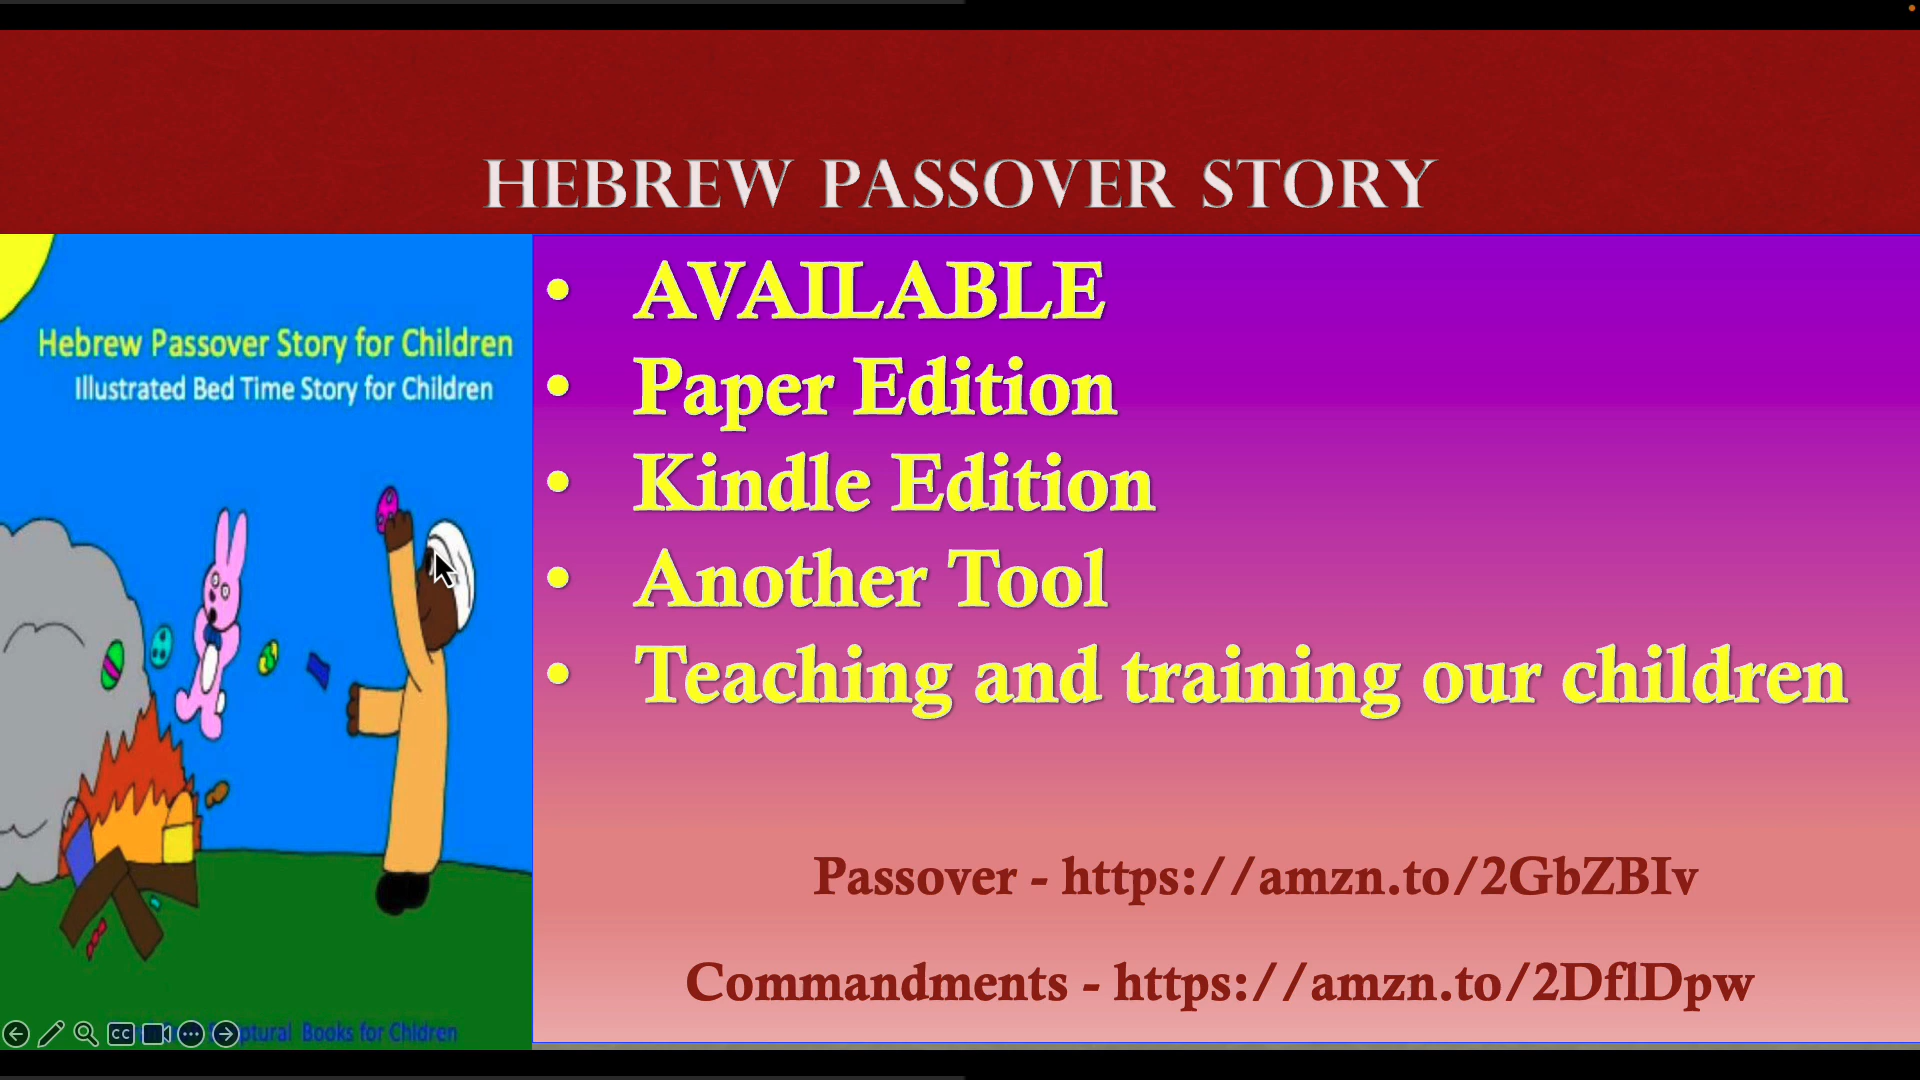 HEBREW PASSOVER STORY
Hebrew Passover Story for Children
Illustrated Bed Time Story for Children
Books for Children
• AVAILABLE
• Paper Edition
• Kindle Edition
• Another Tool
• Teaching and training our children
Passover - https://amzn.to/2GbZBIv
Commandments - https://amzn.to/2DflDpw
CC